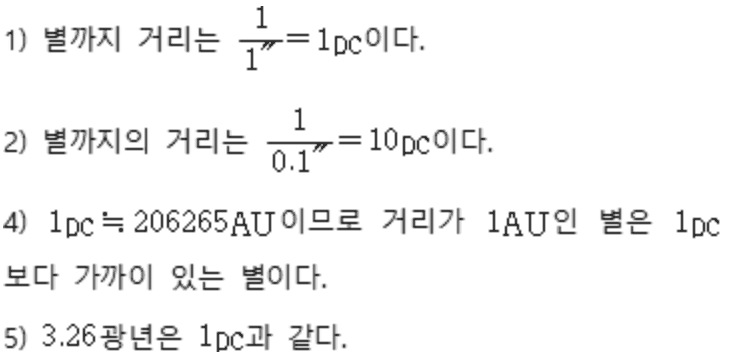 1) 별까지 거리는 1/1″=1pc이다.
2) 별까지의 거리는 1/0.1″=10pc이다.
4) 1pc≒206265AU이므로 거리가 1AU인 별은 1pc
보다 가까이 있는 별이다.
5) 3.26광년은 1pc과 같다.